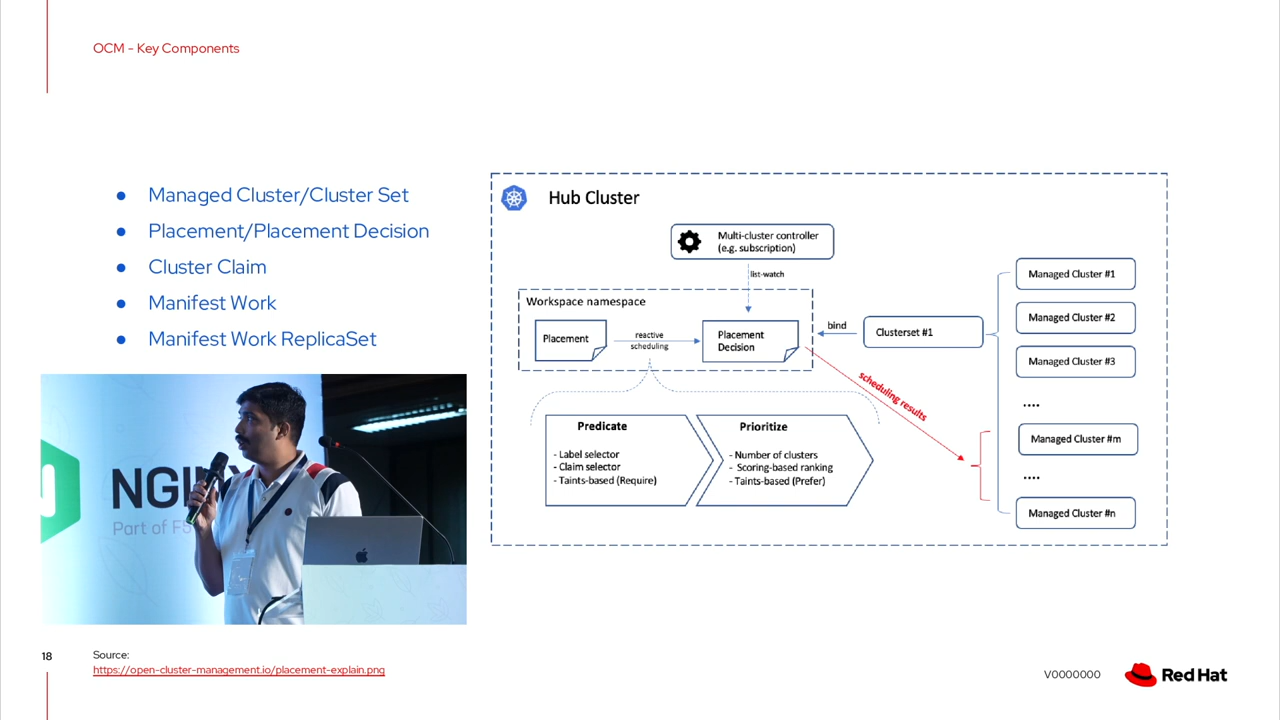 OCM - Key Components
● Managed Cluster/Cluster Set
● Placement/Placement Decision
● Cluster Claim
● Manifest Work
● Manifest Work ReplicaSet
Hub Cluster
Multi-cluster controller
(e.g. subscription)
list-watch
Workspace namespace
Placement
reactive
scheduling
Placement
Decision
bind
Clusterset #1
Managed Cluster #1
Managed Cluster #2
Managed Cluster #3
....
Managed Cluster #m
....
Managed Cluster #n
scheduling results
Predicate
- Label selector
- Claim selector
- Taints-based (Require)
Prioritize
- Number of clusters
- Scoring-based ranking
- Taints-based (Prefer)
Part of F5
18
Source:
https://open-cluster-management.io/placement-explain.png
V0000000
Red Hat